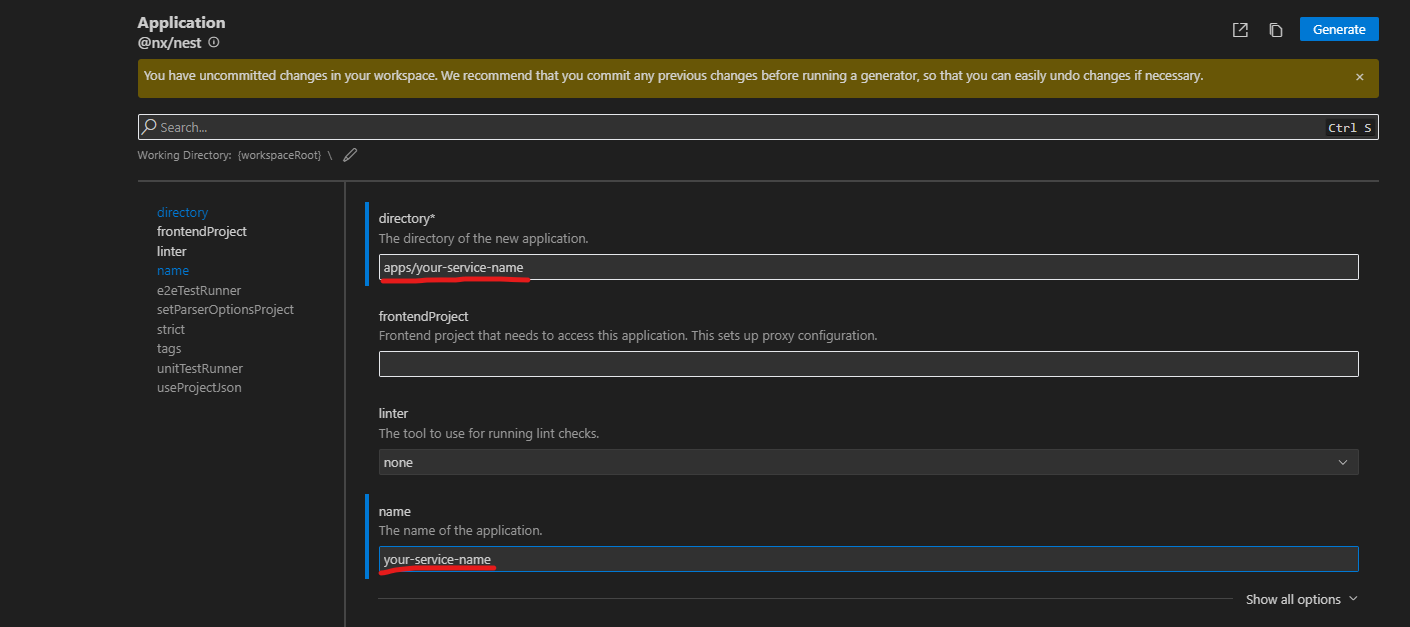 Application
@nx/nest
Generate
You have uncommitted changes in your workspace. We recommend that you commit any previous changes before running a generator, so that you can easily undo changes if necessary.
Search...
Ctrl S
Working Directory: {workspaceRoot} \
directory
frontendProject
linter
name
e2eTestRunner
setParserOptionsProject
strict
tags
unitTestRunner
useProjectJson
directory*
The directory of the new application.
apps/your-service-name
frontendProject
Frontend project that needs to access this application. This sets up proxy configuration.
linter
The tool to use for running lint checks.
none
name
The name of the application.
your-service-name
Show all options